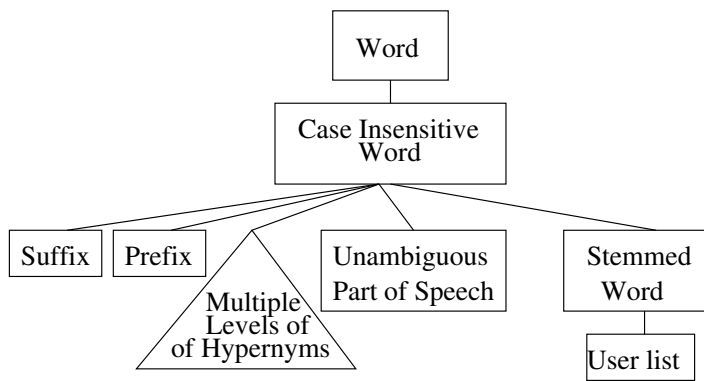 Word
Case Insensitive
Word
Suffix
Prefix
Multiple
Levels of
of Hypernyms
Unambiguous
Part of Speech
Stemmed
Word
User list